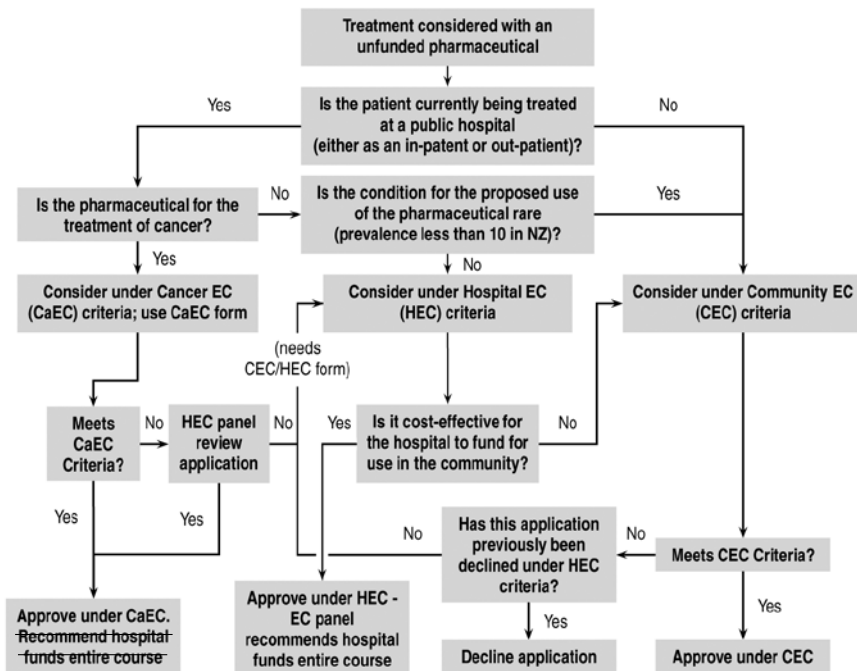 Treatment considered with an
unfunded pharmaceutical
Yes
Is the patient currently being treated
at a public hospital
(either as an in-patent or out-patient)?
No
Is the pharmaceutical for the
treatment of cancer?
No
Is the condition for the proposed use
of the pharmaceutical rare
(prevalence less than 10 in NZ)?
Yes
Yes
No
Consider under Cancer EC
(CaEC) criteria; use CaEC form
Consider under Hospital EC
(HEC) criteria
Consider under Community EC
(CEC) criteria
(needs
CEC/HEC form)
Meets
CaEC
Criteria?
No
HEC panel
review
application
No
Yes
Is it cost-effective for
the hospital to fund for
use in the community?
No
Yes
Yes
No
Has this application
previously been
declined under HEC
criteria?
No
Meets CEC Criteria?
Approve under CaEC.
Recommend hospital
funds entire course
Approve under HEC -
EC panel
recommends hospital
funds entire course
Yes
Decline application
Yes
Approve under CEC